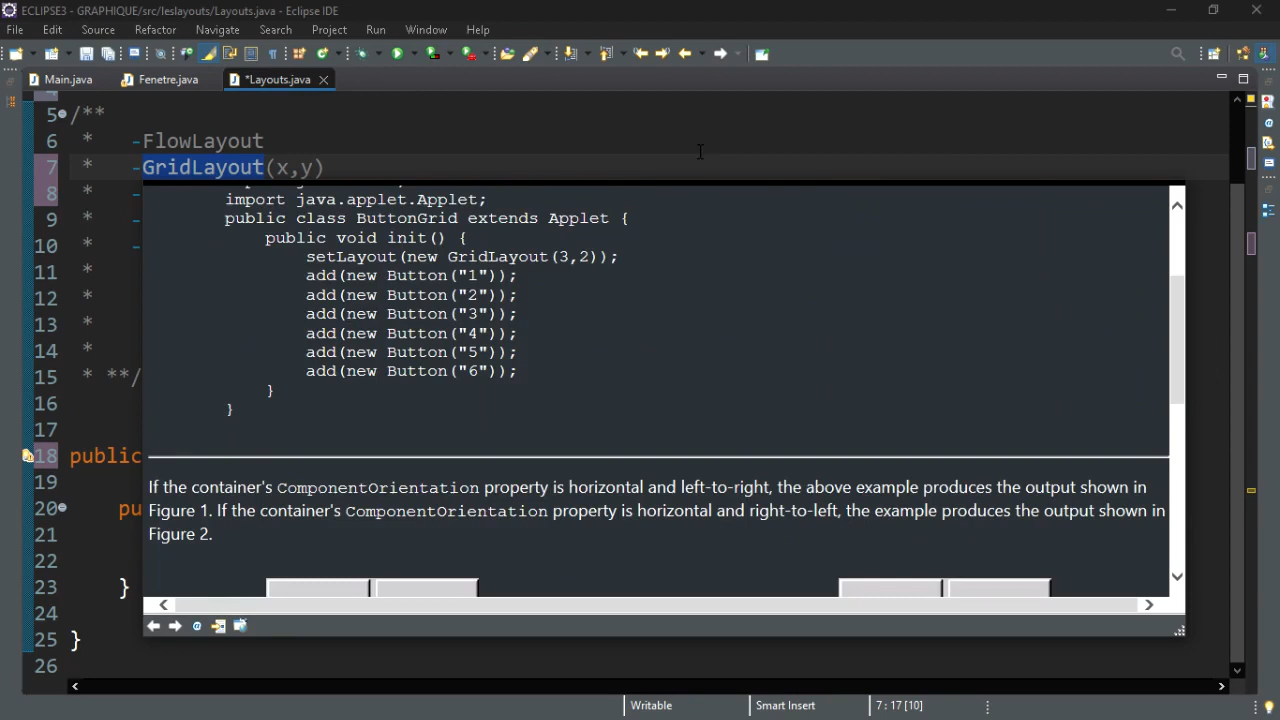 ECLIPSE3 - GRAPHIQUE/src/leslayouts/Layouts.java - Eclipse IDE
File Edit Source Refactor Navigate Search Project Run Window Help
Main.java Fenetre.java *Layouts.java
5 /**
6 * -FlowLayout
7 * -GridLayout(x,y)
8 * -
9 * -
10 * -
11 *
12 *
13 *
14 *
15 * **/
16
17
18 public
19
20 pu
21
22
23 }
24
25 }
26
import java.applet.Applet;
public class ButtonGrid extends Applet {
public void init() {
setLayout(new GridLayout(3,2));
add(new Button("1"));
add(new Button("2"));
add(new Button("3"));
add(new Button("4"));
add(new Button("5"));
add(new Button("6"));
}
}
If the container's ComponentOrientation property is horizontal and left-to-right, the above example produces the output shown in
Figure 1. If the container's ComponentOrientation property is horizontal and right-to-left, the example produces the output shown in
Figure 2.
Writable Smart Insert 7 : 17 [10]